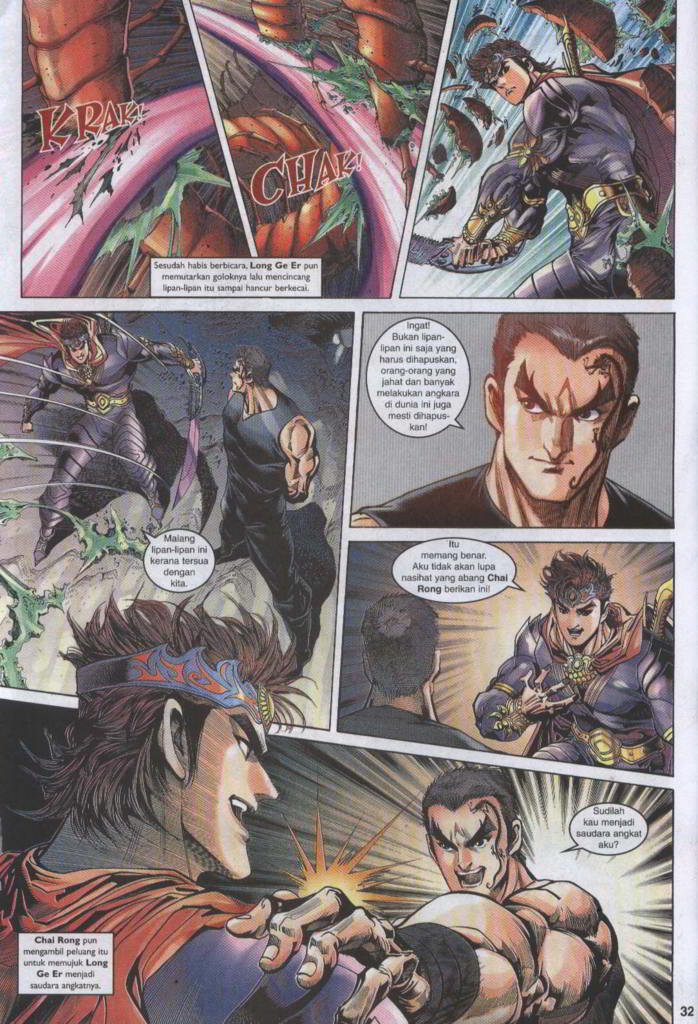 KRAK!
CHAK!
Sesudah habis berbicara, Long Ge Er pun
memutarkan goloknya lalu mencincang
lipan-lipan itu sampai hancur berkecai.
Malang
lipan-lipan ini
kerana tersua
dengan
kita.
Ingat!
Bukan lipan-
lipan ini saja yang
harus dihapuskan,
orang-orang yang
jahat dan banyak
melakukan angkara
di dunia ini juga
mesti dihapus-
kan!
Itu
memang benar.
Aku tidak akan lupa
nasihat yang abang Chai
Rong berikan ini!
Sudilah
kau menjadi
saudara angkat
aku?
Chai Rong pun
mengambil peluang itu
untuk memujuk Long
Ge Er menjadi
saudara angkatnya.
32